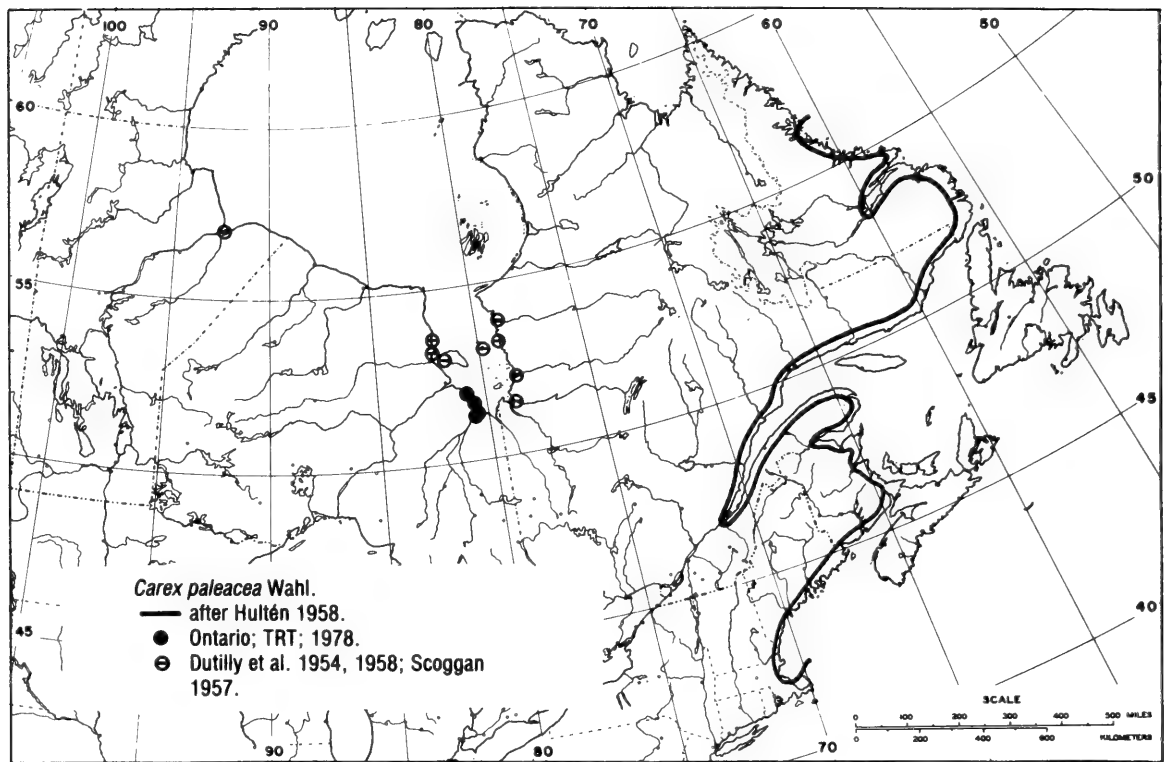 100 90 80 70 60 50
60
50
55
45
40
Carex paleacea Wahl.
after Hultén 1958.
Ontario; TRT; 1978.
Dutilly et al. 1954, 1958; Scoggan
1957.
45
SCALE
100 0 100 200 300 400 500 MILES
200 400 600 KILOMETERS
90 80 70